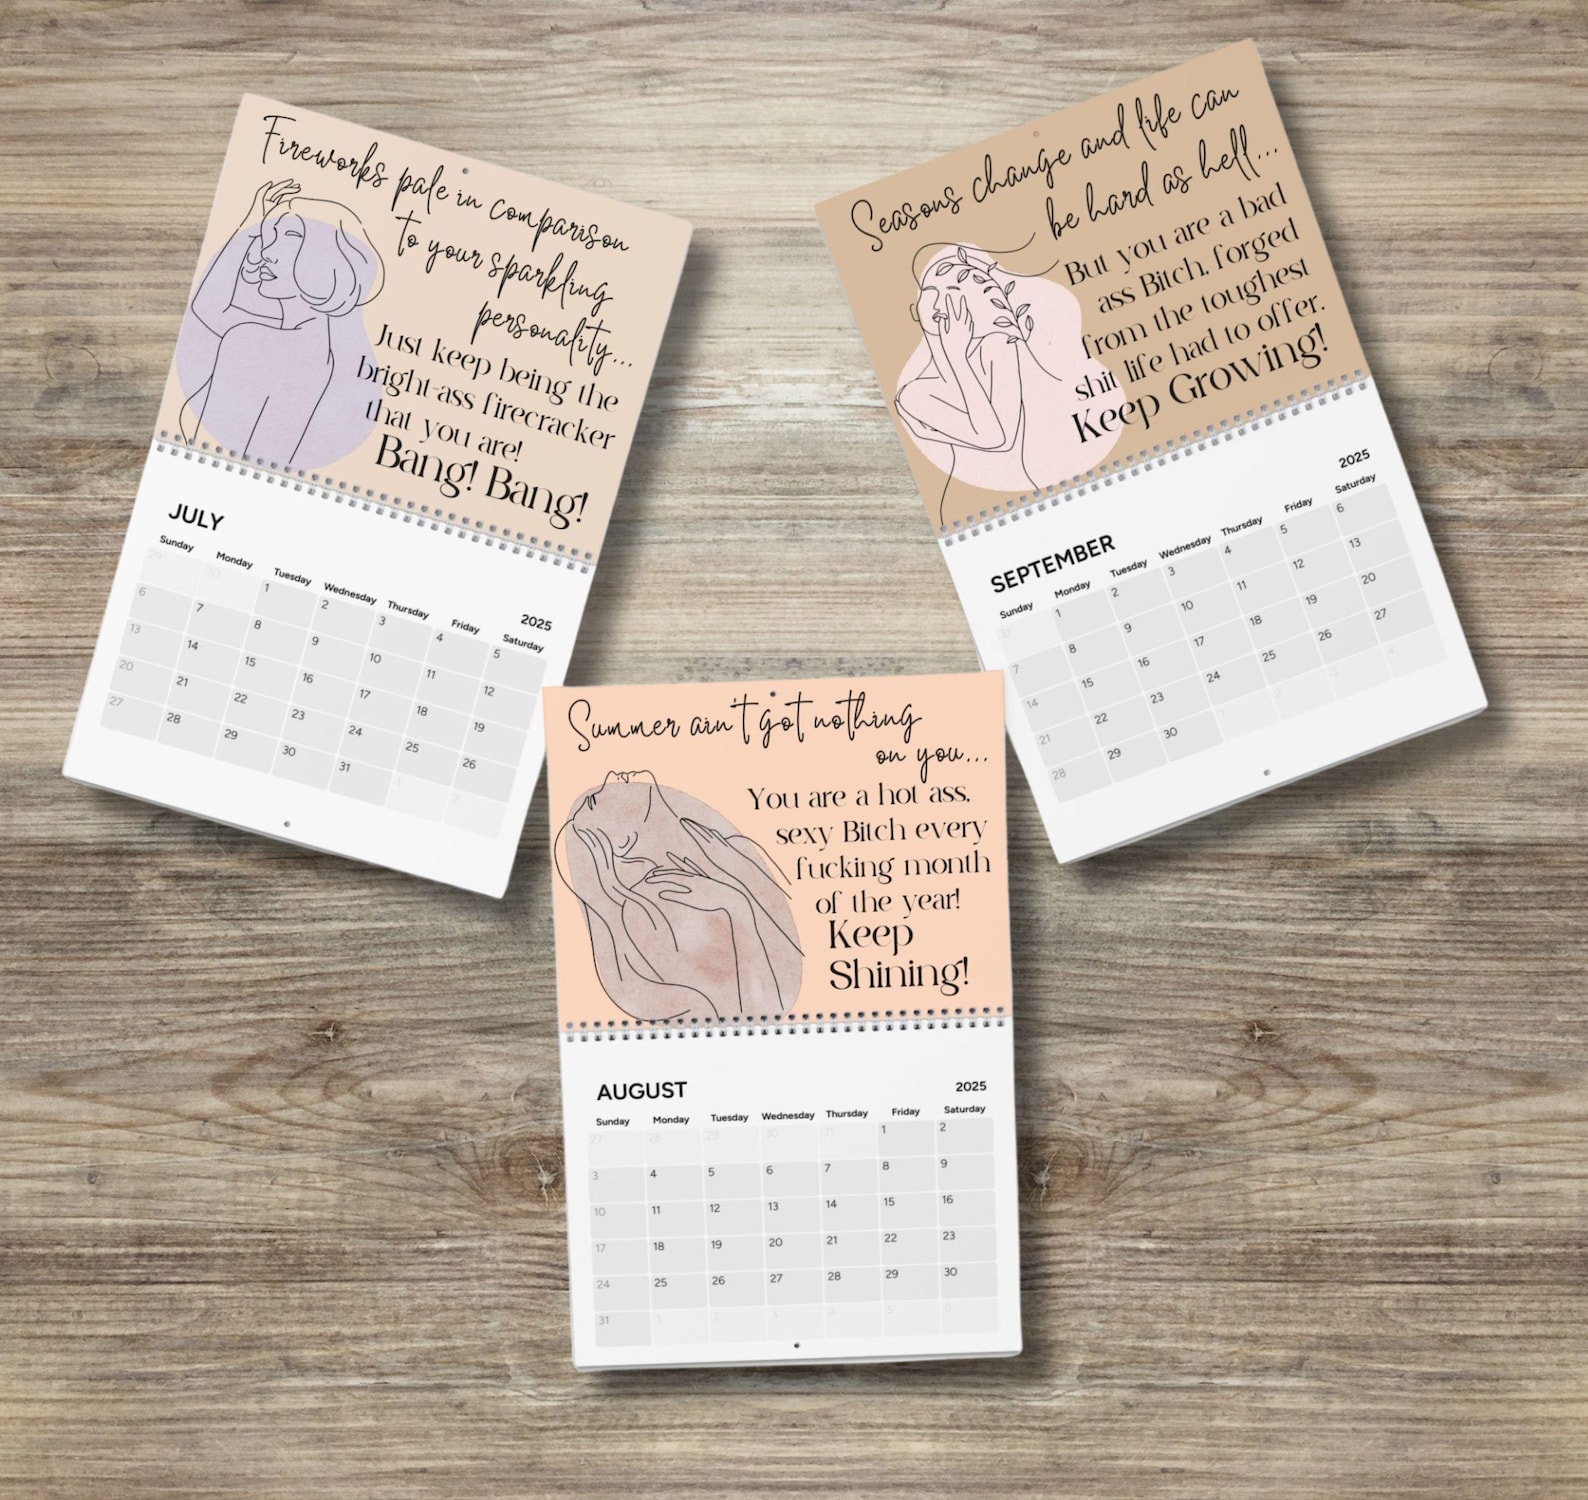 Fireworks pale in comparison
to your sparkling
personality...
Just keep being the
bright-ass firecracker
that you are!
Bang! Bang!
JULY
2025
Sunday Monday Tuesday Wednesday Thursday Friday Saturday
29 30 1 2 3 4 5
6 7 8 9 10 11 12
13 14 15 16 17 18 19
20 21 22 23 24 25 26
27 28 29 30 31 1 2
Seasons change and life can
be hard as hell...
But you are a bad
ass Bitch, forged
from the toughest
shit life had to offer.
Keep Growing!
SEPTEMBER
2025
Sunday Monday Tuesday Wednesday Thursday Friday Saturday
31 1 2 3 4 5 6
7 8 9 10 11 12 13
14 15 16 17 18 19 20
21 22 23 24 25 26 27
28 29 30 1 2 3 4
Summer ain't got nothing
on you...
You are a hot ass,
sexy Bitch every
fucking month
of the year!
Keep
Shining!
AUGUST
2025
Sunday Monday Tuesday Wednesday Thursday Friday Saturday
27 28 29 30 31 1 2
3 4 5 6 7 8 9
10 11 12 13 14 15 16
17 18 19 20 21 22 23
24 25 26 27 28 29 30
31 1 2 3 4 5 6